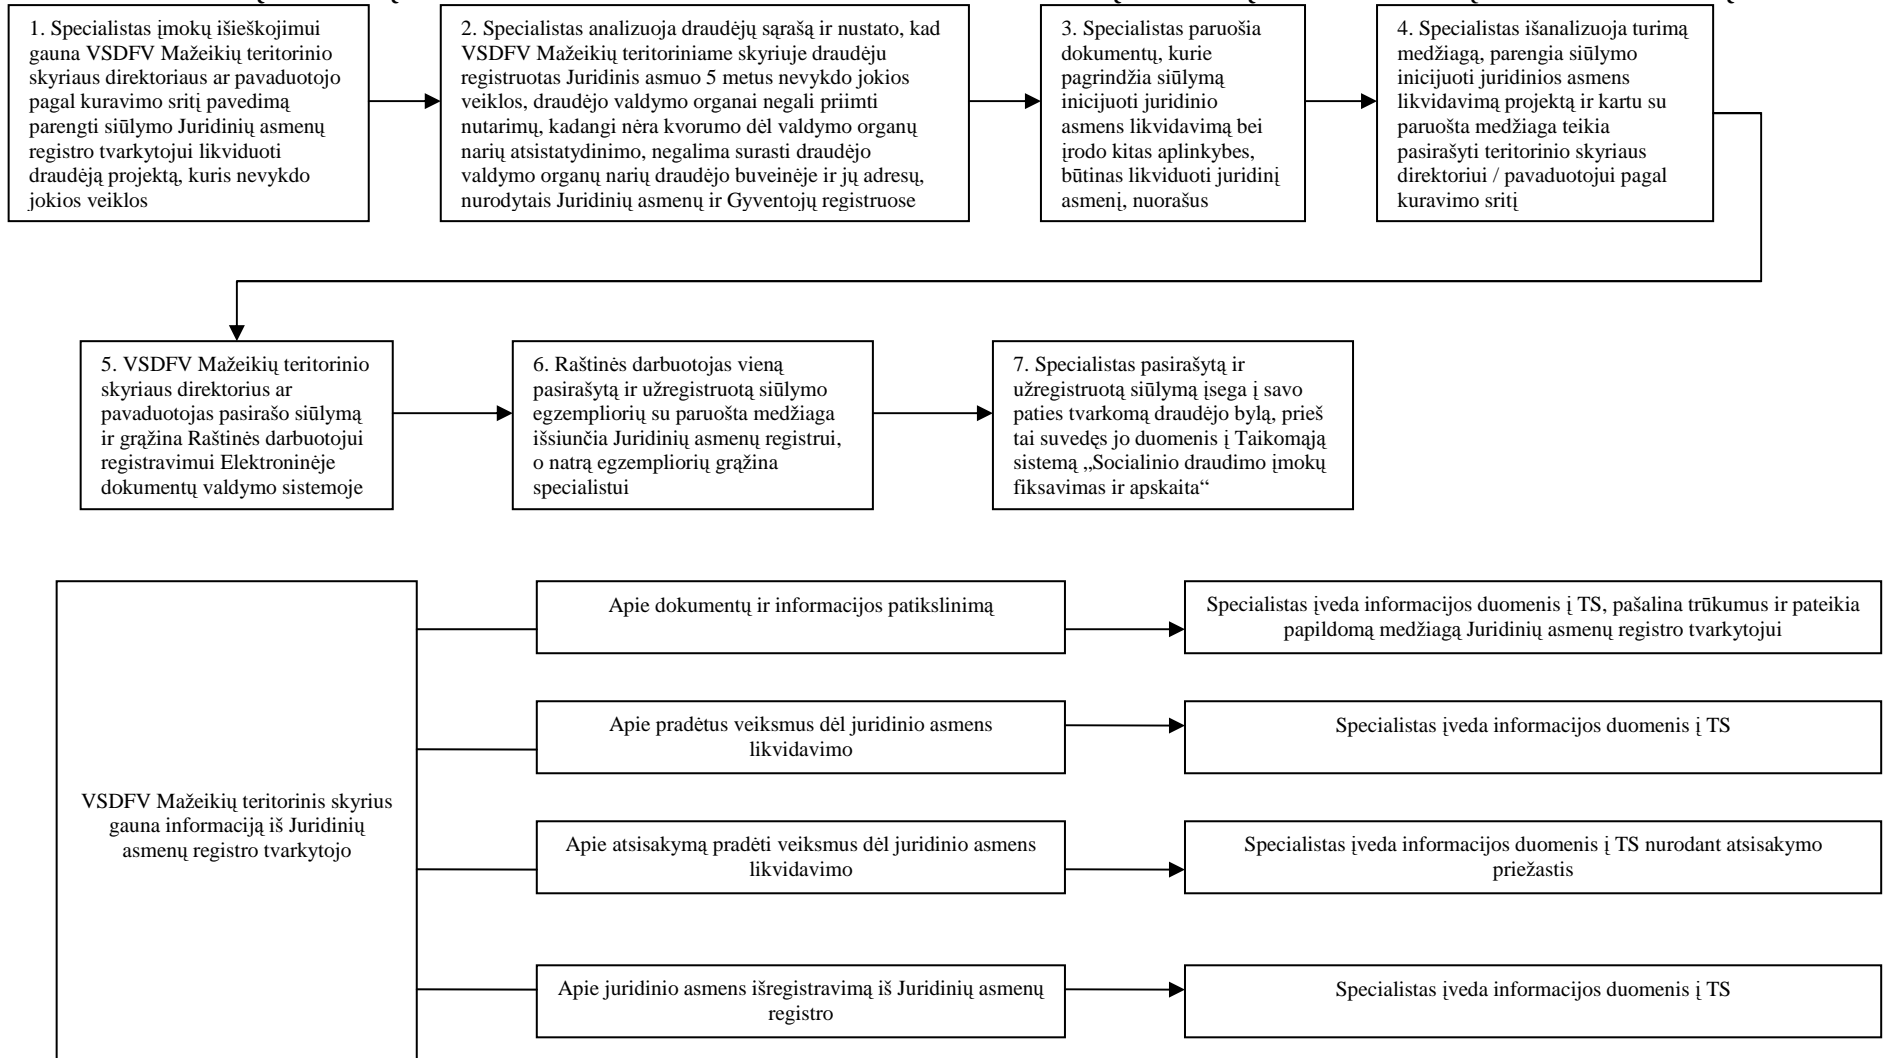 1. Specialistas įmokų išieškojimui
gauna VSDFV Mažeikių teritorinio
skyriaus direktoriaus ar pavaduotojo
pagal kuravimo sritį pavedimą
parengti siūlymo Juridinių asmenų
registro tvarkytojui likviduoti
draudėją projektą, kuris nevykdo
jokios veiklos
2. Specialistas analizuoja draudėjų sąrašą ir nustato, kad
VSDFV Mažeikių teritoriniame skyriuje draudėju
registruotas Juridinis asmuo 5 metus nevykdo jokios
veiklos, draudėjo valdymo organai negali priimti
nutarimų, kadangi nėra kvorumo dėl valdymo organų
narių atsistatydinimo, negalima surasti draudėjo
valdymo organų narių draudėjo buveinėje ir jų adresų,
nurodytais Juridinių asmenų ir Gyventojų registruose
3. Specialistas paruošia
dokumentų, kurie
pagrindžia siūlymą
inicijuoti juridinio
asmens likvidavimą bei
įrodo kitas aplinkybes,
būtinas likviduoti juridinį
asmenį, nuorašus
4. Specialistas išanalizuoja turimą
medžiagą, parengia siūlymo
inicijuoti juridinios asmens
likvidavimą projektą ir kartu su
paruošta medžiaga teikia
pasirašyti teritorinio skyriaus
direktoriui / pavaduotojui pagal
kuravimo sritį
5. VSDFV Mažeikių teritorinio
skyriaus direktorius ar
pavaduotojas pasirašo siūlymą
ir grąžina Raštinės darbuotojui
registravimui Elektroninėje
dokumentų valdymo sistemoje
6. Raštinės darbuotojas vieną
pasirašytą ir užregistruotą siūlymo
egzempliorių su paruošta medžiaga
išsiunčia Juridinių asmenų registrui,
o natrą egzempliorių grąžina
specialistui
7. Specialistas pasirašytą ir
užregistruotą siūlymą įsega į savo
paties tvarkomą draudėjo bylą, prieš
tai suvedęs jo duomenis į Taikomąją
sistemą „Socialinio draudimo įmokų
fiksavimas ir apskaita“
VSDFV Mažeikių teritorinis skyrius
gauna informaciją iš Juridinių
asmenų registro tvarkytojo
Apie dokumentų ir informacijos patikslinimą
Specialistas įveda informacijos duomenis į TS, pašalina trūkumus ir pateikia
papildomą medžiagą Juridinių asmenų registro tvarkytojui
Apie pradėtus veiksmus dėl juridinio asmens
likvidavimo
Specialistas įveda informacijos duomenis į TS
Apie atsisakymą pradėti veiksmus dėl juridinio asmens
likvidavimo
Specialistas įveda informacijos duomenis į TS nurodant atsisakymo
priežastis
Apie juridinio asmens išregistravimą iš Juridinių asmenų
registro
Specialistas įveda informacijos duomenis į TS